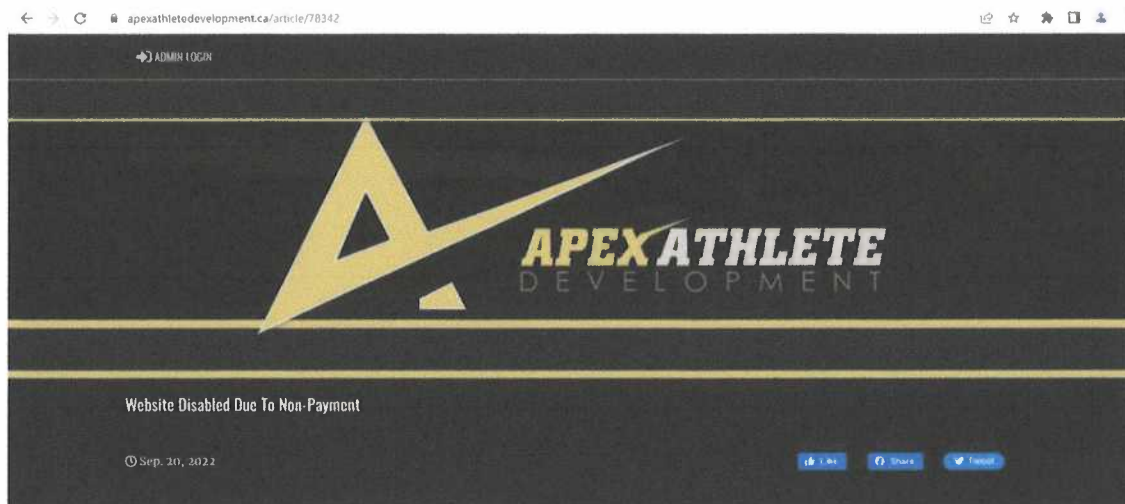 apexathletedevelopment.ca/article/78342
ADMIN LOGIN
APEX ATHLETE
DEVELOPMENT
Website Disabled Due To Non-Payment
Sep. 20, 2022
Like Share Tweet